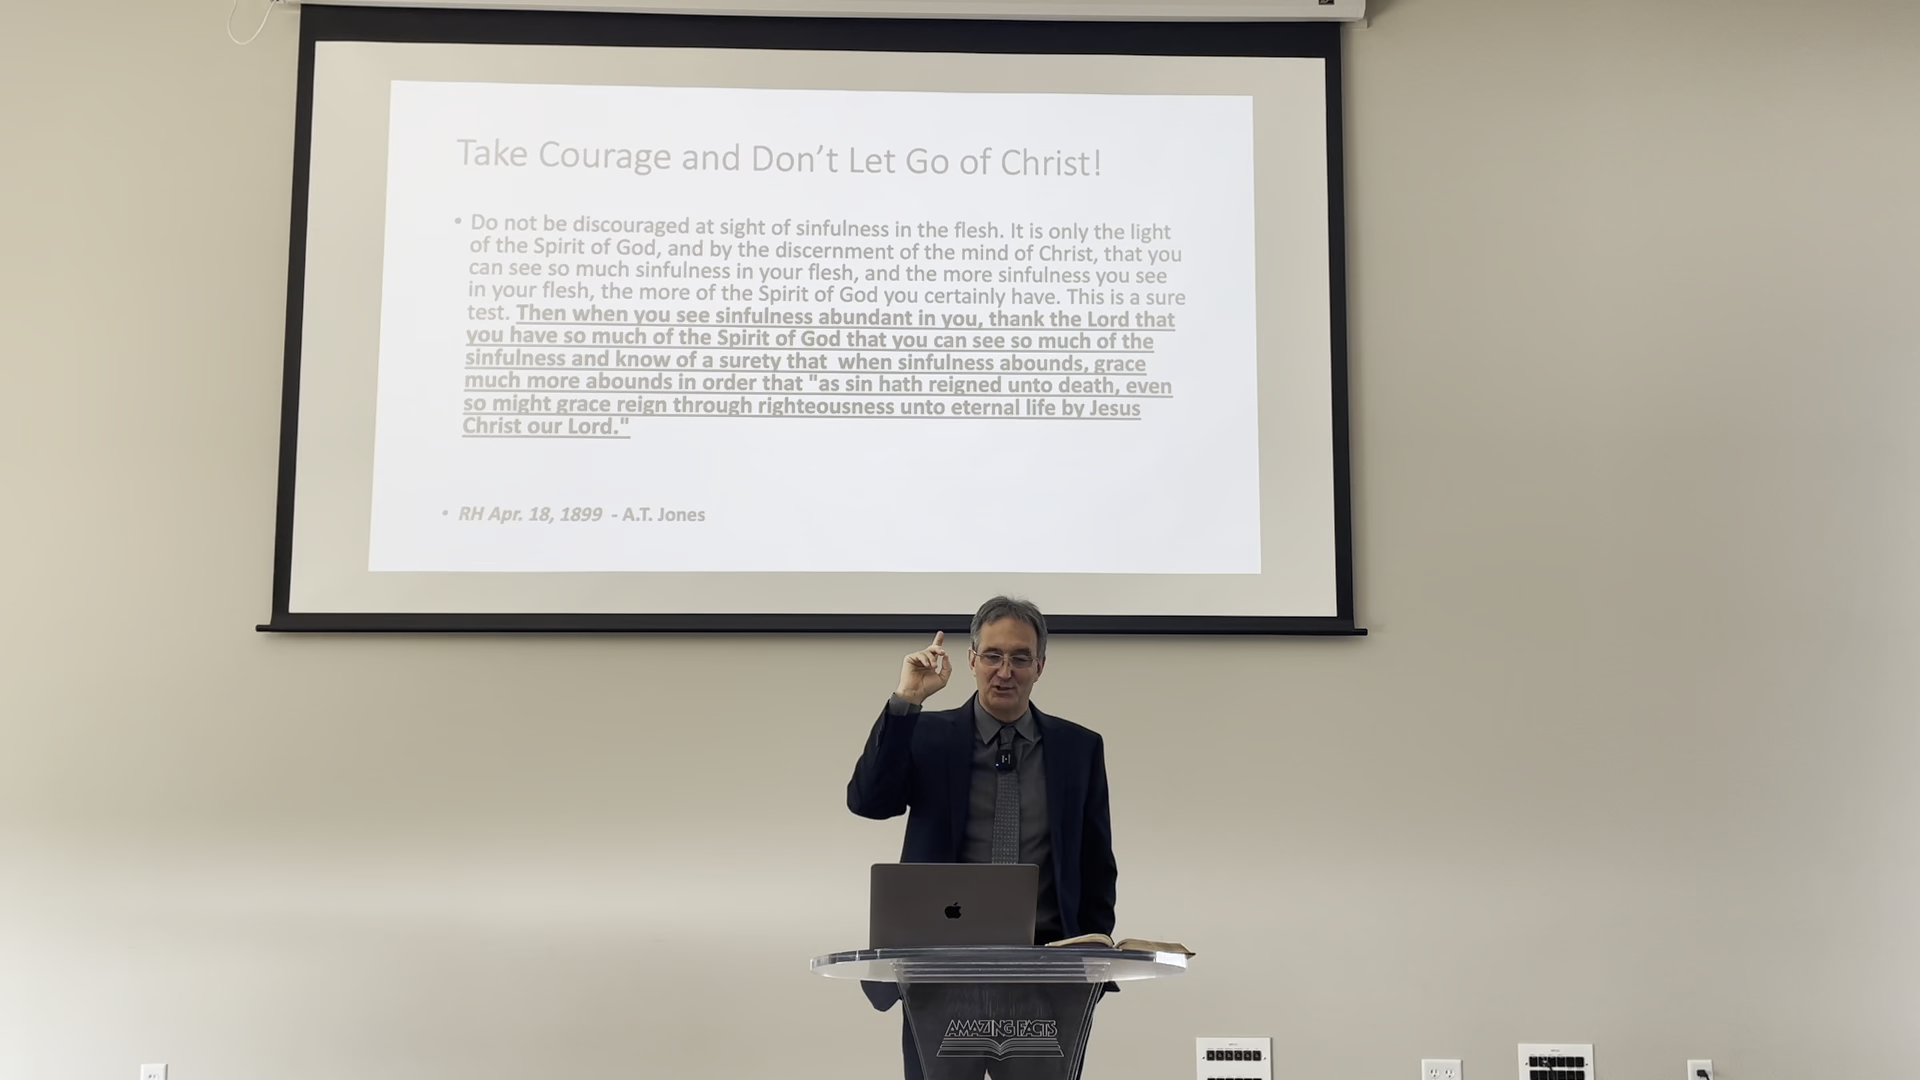 Take Courage and Don’t Let Go of Christ!
• Do not be discouraged at sight of sinfulness in the flesh. It is only the light
of the Spirit of God, and by the discernment of the mind of Christ, that you
can see so much sinfulness in your flesh, and the more sinfulness you see
in your flesh, the more of the Spirit of God you certainly have. This is a sure
test. Then when you see sinfulness abundant in you, thank the Lord that
you have so much of the Spirit of God that you can see so much of the
sinfulness and know of a surety that when sinfulness abounds, grace
much more abounds in order that "as sin hath reigned unto death, even
so might grace reign through righteousness unto eternal life by Jesus
Christ our Lord."
• RH Apr. 18, 1899 - A.T. Jones
AMAZING FACTS